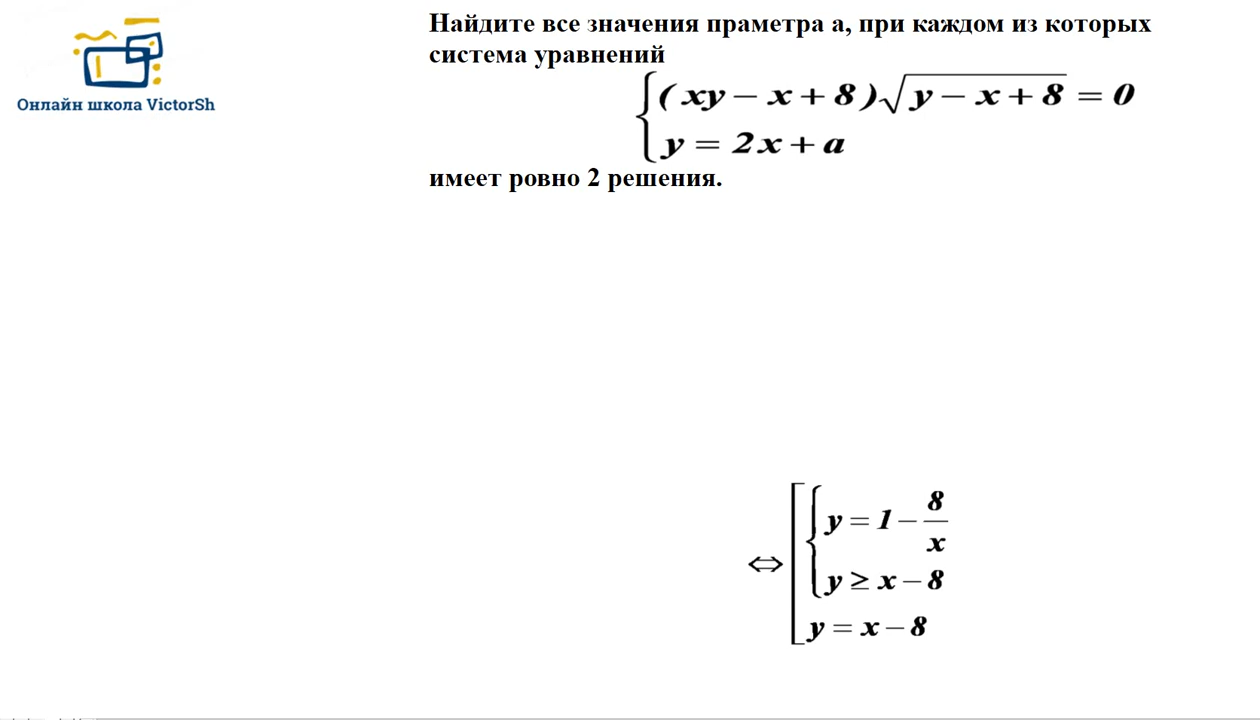 Онлайн школа VictorSh
Найдите все значения праметра а, при каждом из которых
система уравнений
{ (xy − x + 8)√(y − x + 8) = 0
y = 2x + a
имеет ровно 2 решения.
⇔ [ { y = 1 − 8/x
y ≥ x − 8
y = x − 8